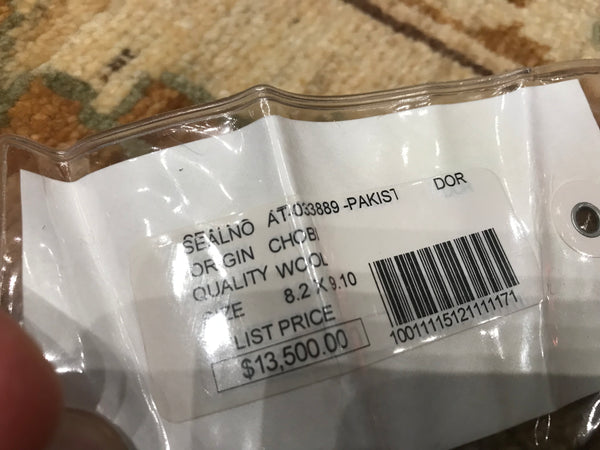 SEALNO AT-033889 -PAKIST DOR
ORIGIN CHOBI
QUALITY WOOL
SIZE 8.2 X 9.10
LIST PRICE
$13,500.00
10011115121111171